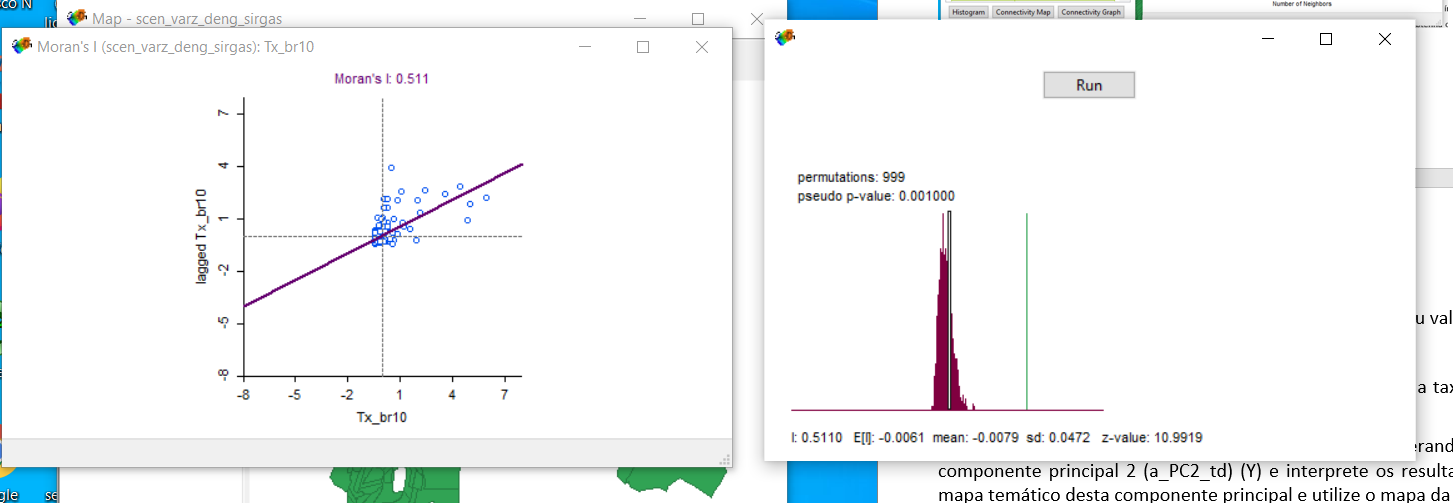 Map - scen_varz_deng_sirgas
Moran's I (scen_varz_deng_sirgas): Tx_br10
Moran's I: 0.511
7
4
1
-2
-5
-8
lagged Tx_br10
-8 -5 -2 1 4 7
Tx_br10
Histogram Connectivity Map Connectivity Graph
Number of Neighbors
Run
permutations: 999
pseudo p-value: 0.001000
I: 0.5110 E[I]: -0.0061 mean: -0.0079 sd: 0.0472 z-value: 10.9919
componente principal 2 (a_PC2_td) (Y) e interprete os
mapa temático desta componente principal e utilize o mapa